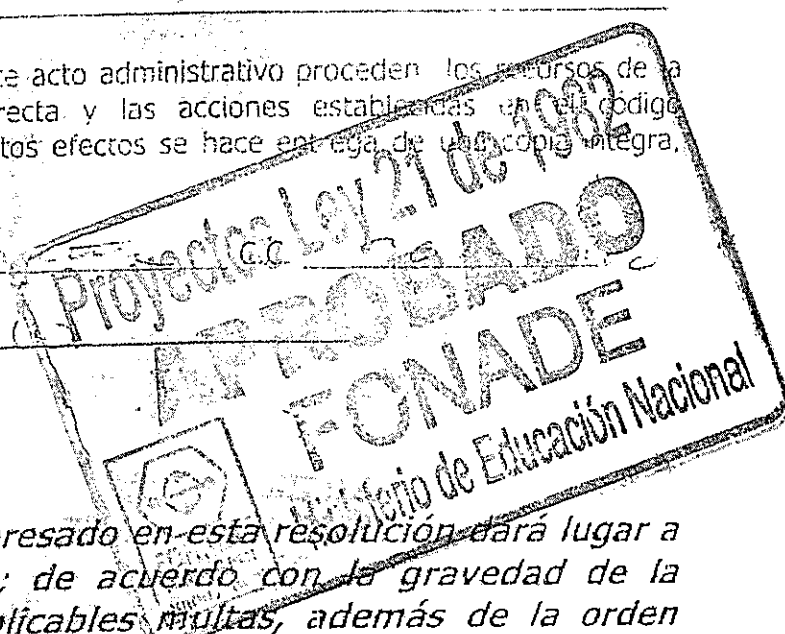 te acto administrativo proceden los recursos de la
recta y las acciones establecidas en el código
tos efectos se hace entrega de una copia integra,
C.C.
Proyectos Ley 21 de 1982
APROBADO
FONADE
Ministerio de Educación Nacional
resado en esta resolución dará lugar a
; de acuerdo con la gravedad de la
plicables multas, además de la orden